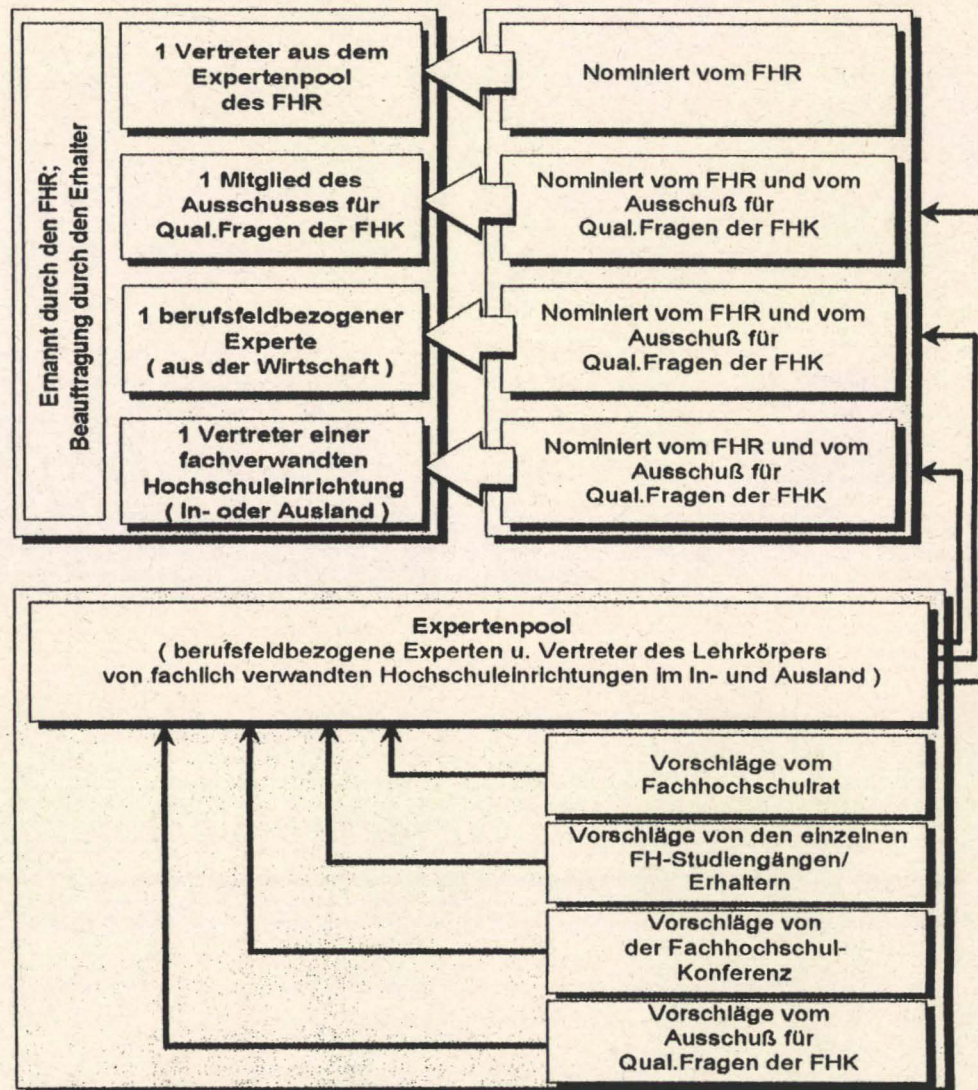 Ernannt durch den FHR;
Beauftragung durch den Erhalter
1 Vertreter aus dem
Expertenpool
des FHR
Nominiert vom FHR
1 Mitglied des
Ausschusses für
Qual.Fragen der FHK
Nominiert vom FHR und vom
Ausschuß für
Qual.Fragen der FHK
1 berufsfeldbezogener
Experte
( aus der Wirtschaft )
Nominiert vom FHR und vom
Ausschuß für
Qual.Fragen der FHK
1 Vertreter einer
fachverwandten
Hochschuleinrichtung
( In- oder Ausland )
Nominiert vom FHR und vom
Ausschuß für
Qual.Fragen der FHK
Expertenpool
( berufsfeldbezogene Experten u. Vertreter des Lehrkörpers
von fachlich verwandten Hochschuleinrichtungen im In- und Ausland )
Vorschläge vom
Fachhochschulrat
Vorschläge von den einzelnen
FH-Studiengängen/
Erhaltern
Vorschläge von
der Fachhochschul-
Konferenz
Vorschläge vom
Ausschuß für
Qual.Fragen der FHK